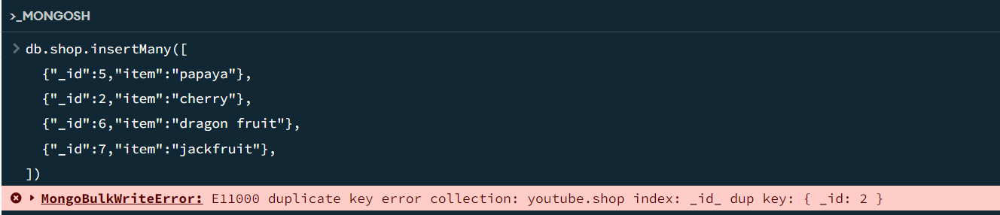 >_MONGOSH
> db.shop.insertMany([
{"_id":5,"item":"papaya"},
{"_id":2,"item":"cherry"},
{"_id":6,"item":"dragon fruit"},
{"_id":7,"item":"jackfruit"},
])
MongoBulkWriteError: E11000 duplicate key error collection: youtube.shop index: _id_ dup key: { _id: 2 }